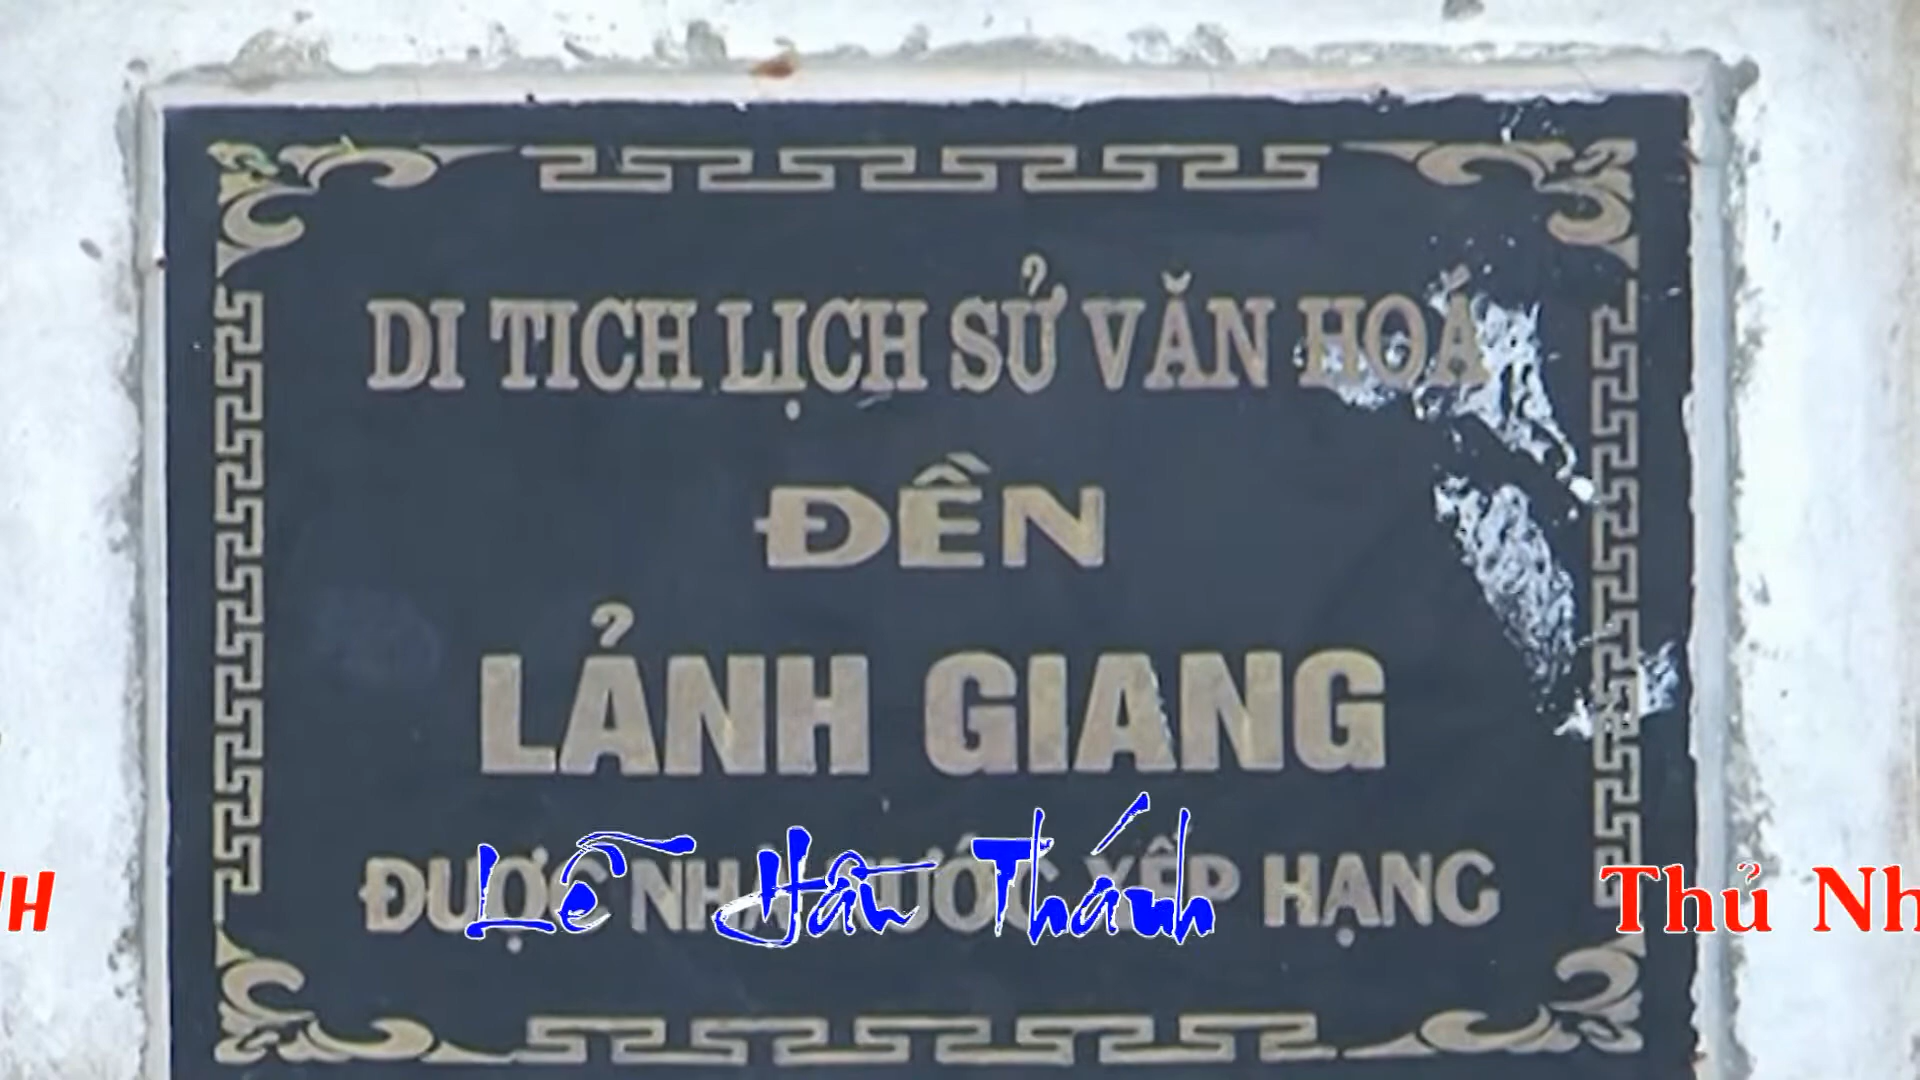 DI TICH LỊCH SỬ VĂN HOÁ
ĐỀN
LẢNH GIANG
ĐƯỢC NHÀ NƯỚC XẾP HẠNG
Lễ Hầu Thánh
Thủ Nh